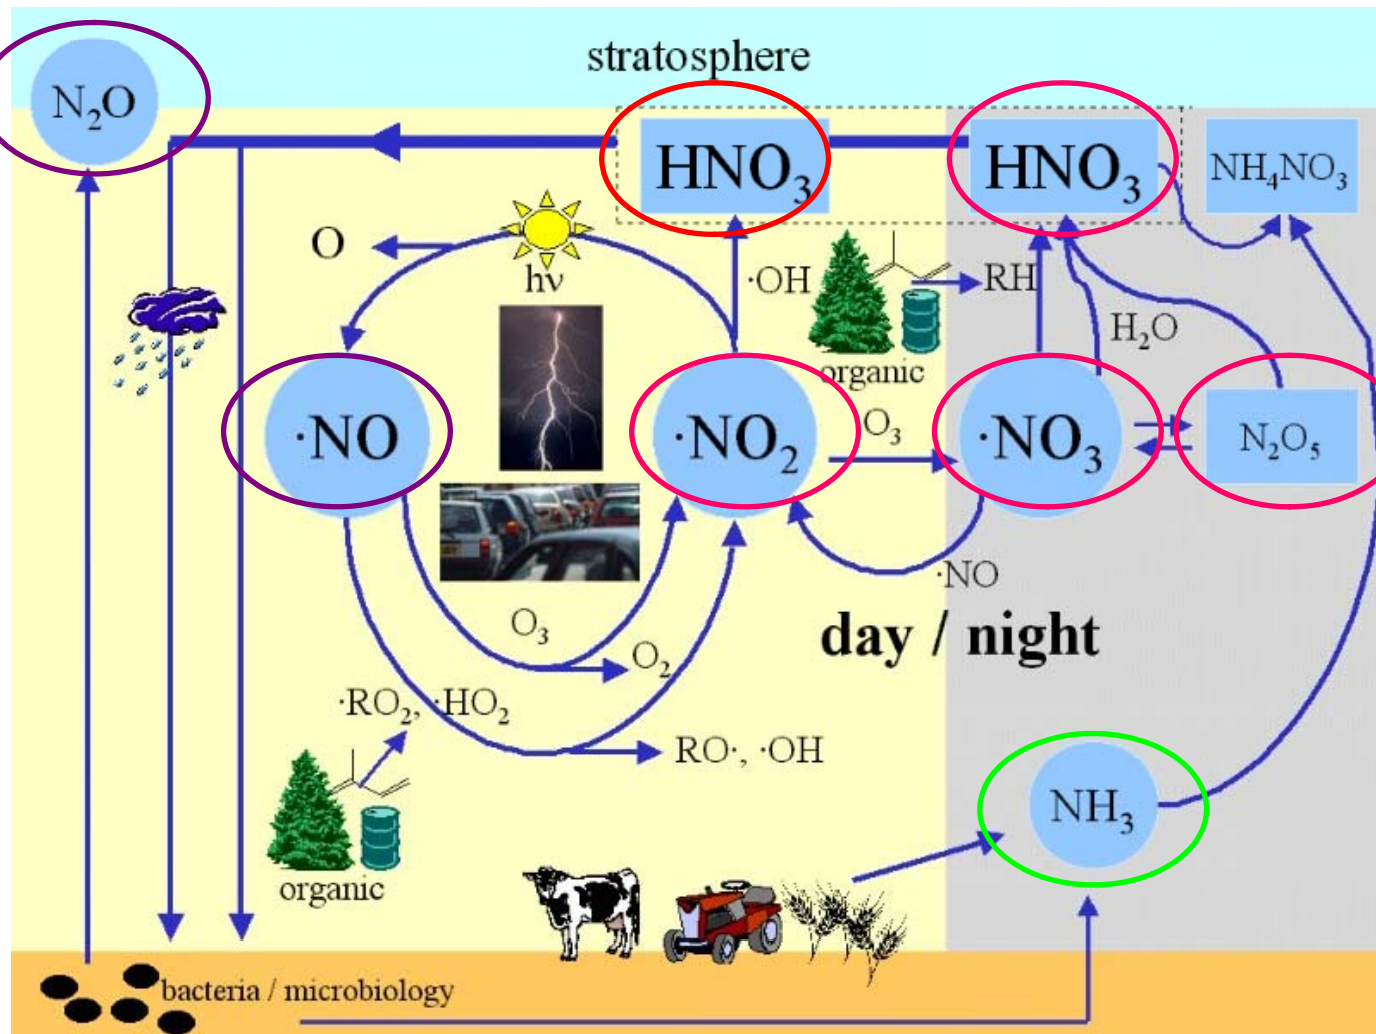 stratosphere
N₂O
HNO₃
HNO₃
NH₄NO₃
O
hν
·OH
RH
H₂O
organic
·NO
·NO₂
O₃
·NO₃
N₂O₅
·NO
O₃
O₂
day / night
·RO₂, ·HO₂
RO·, ·OH
NH₃
organic
bacteria / microbiology